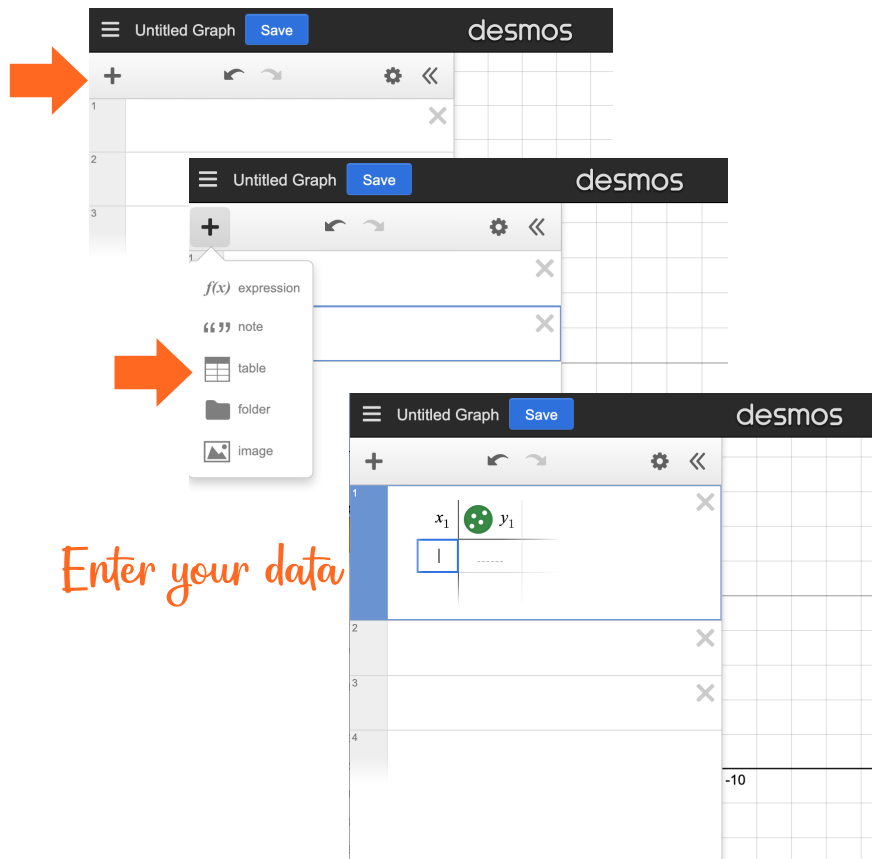 Untitled Graph Save desmos
1
2
3
Untitled Graph Save desmos
1
f(x) expression
“” note
table
folder
image
Untitled Graph Save desmos
1
x₁ y₁
Enter your data
2
3
4
-10